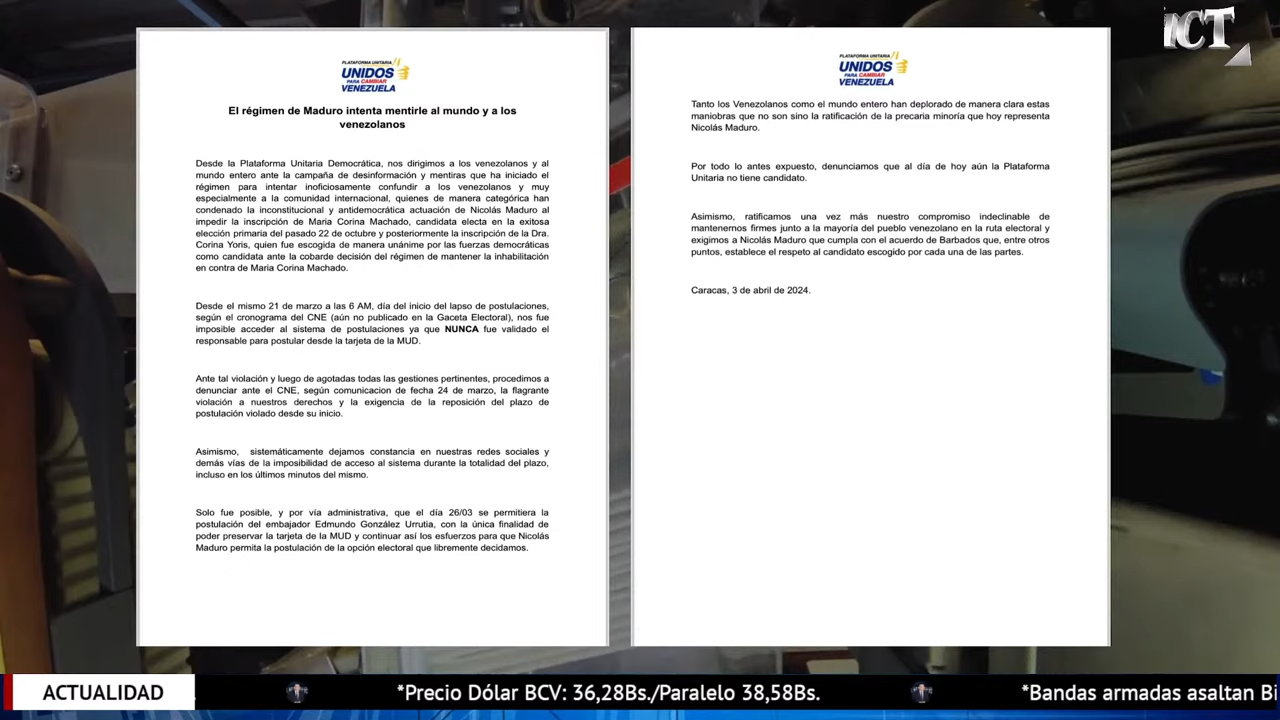 PLATAFORMA UNITARIA
UNIDOS
PARA CAMBIAR
VENEZUELA
El régimen de Maduro intenta mentirle al mundo y a los
venezolanos
Desde la Plataforma Unitaria Democrática, nos dirigimos a los venezolanos y al
mundo entero ante la campaña de desinformación y mentiras que ha iniciado el
régimen para intentar inoficiosamente confundir a los venezolanos y muy
especialmente a la comunidad internacional, quienes de manera categórica han
condenado la inconstitucional y antidemocrática actuación de Nicolás Maduro al
impedir la inscripción de Maria Corina Machado, candidata electa en la exitosa
elección primaria del pasado 22 de octubre y posteriormente la inscripción de la Dra.
Corina Yoris, quien fue escogida de manera unánime por las fuerzas democráticas
como candidata ante la cobarde decisión del régimen de mantener la inhabilitación
en contra de Maria Corina Machado.
Desde el mismo 21 de marzo a las 6 AM, día del inicio del lapso de postulaciones,
según el cronograma del CNE (aún no publicado en la Gaceta Electoral), nos fue
imposible acceder al sistema de postulaciones ya que NUNCA fue validado el
responsable para postular desde la tarjeta de la MUD.
Ante tal violación y luego de agotadas todas las gestiones pertinentes, procedimos a
denunciar ante el CNE, según comunicacion de fecha 24 de marzo, la flagrante
violación a nuestros derechos y la exigencia de la reposición del plazo de
postulación violado desde su inicio.
Asimismo, sistemáticamente dejamos constancia en nuestras redes sociales y
demás vías de la imposibilidad de acceso al sistema durante la totalidad del plazo,
incluso en los últimos minutos del mismo.
Solo fue posible, y por vía administrativa, que el día 26/03 se permitiera la
postulación del embajador Edmundo González Urrutia, con la única finalidad de
poder preservar la tarjeta de la MUD y continuar así los esfuerzos para que Nicolás
Maduro permita la postulación de la opción electoral que libremente decidamos.
PLATAFORMA UNITARIA
UNIDOS
PARA CAMBIAR
VENEZUELA
Tanto los Venezolanos como el mundo entero han deplorado de manera clara estas
maniobras que no son sino la ratificación de la precaria minoría que hoy representa
Nicolás Maduro.
Por todo lo antes expuesto, denunciamos que al día de hoy aún la Plataforma
Unitaria no tiene candidato.
Asimismo, ratificamos una vez más nuestro compromiso indeclinable de
mantenernos firmes junto a la mayoría del pueblo venezolano en la ruta electoral y
exigimos a Nicolás Maduro que cumpla con el acuerdo de Barbados que, entre otros
puntos, establece el respeto al candidato escogido por cada una de las partes.
Caracas, 3 de abril de 2024.
ICT
ACTUALIDAD
*Precio Dólar BCV: 36,28Bs./Paralelo 38,58Bs.
*Bandas armadas asaltan Bi